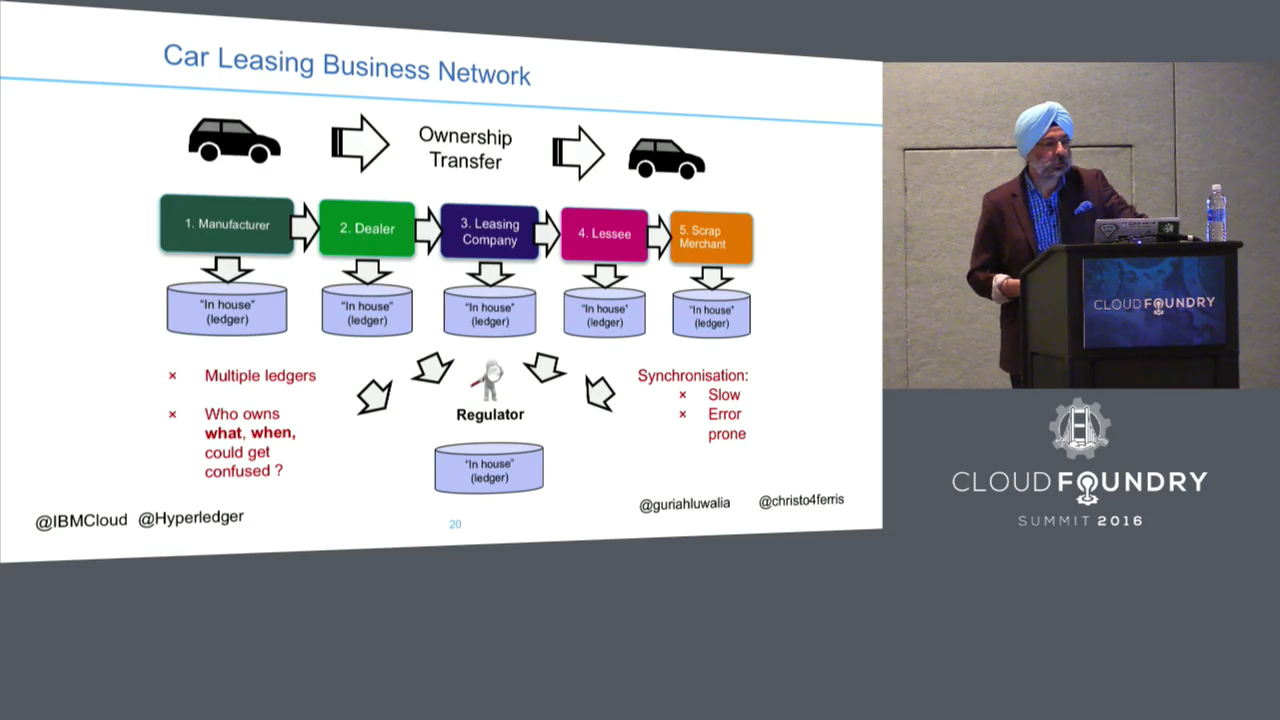 Car Leasing Business Network
Ownership
Transfer
1. Manufacturer
2. Dealer
3. Leasing
Company
4. Lessee
5. Scrap
Merchant
"In house"
(ledger)
"In house"
(ledger)
"In house"
(ledger)
"In house"
(ledger)
"In house"
(ledger)
× Multiple ledgers
× Who owns
what, when,
could get
confused ?
Regulator
"In house"
(ledger)
Synchronisation:
× Slow
× Error
prone
@IBMCloud @Hyperledger
20
@guriahluwalia @christo4ferris
CLOUD FOUNDRY
CLOUD FOUNDRY
SUMMIT 2016